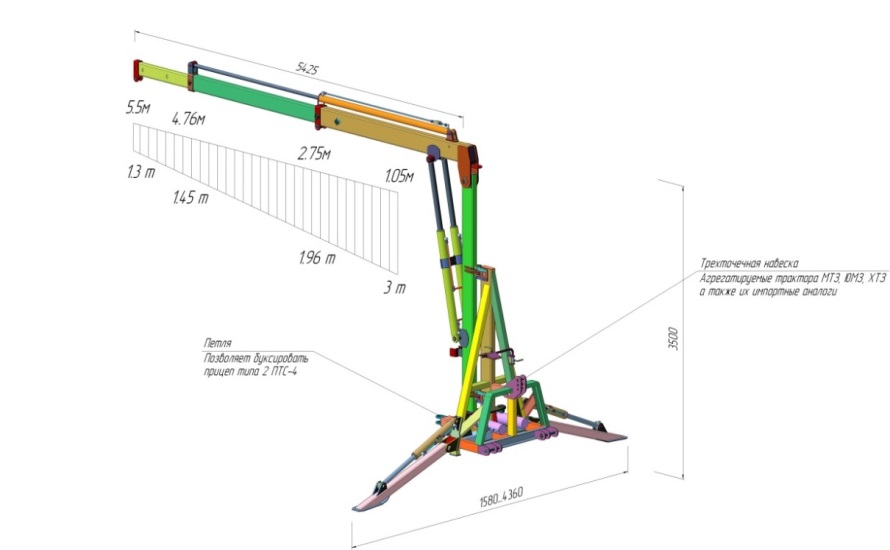 5425
5.5м
4.76м
2.75м
1.05м
1.3 т
1.45 т
1.96 т
3 т
Трехточечная навеска
Агрегатируемые трактора МТЗ, ЮМЗ, ХТЗ
а также их импортные аналоги
3500
Петля
Позволяет буксировать
прицеп типа 2 ПТС-4
1580...4360